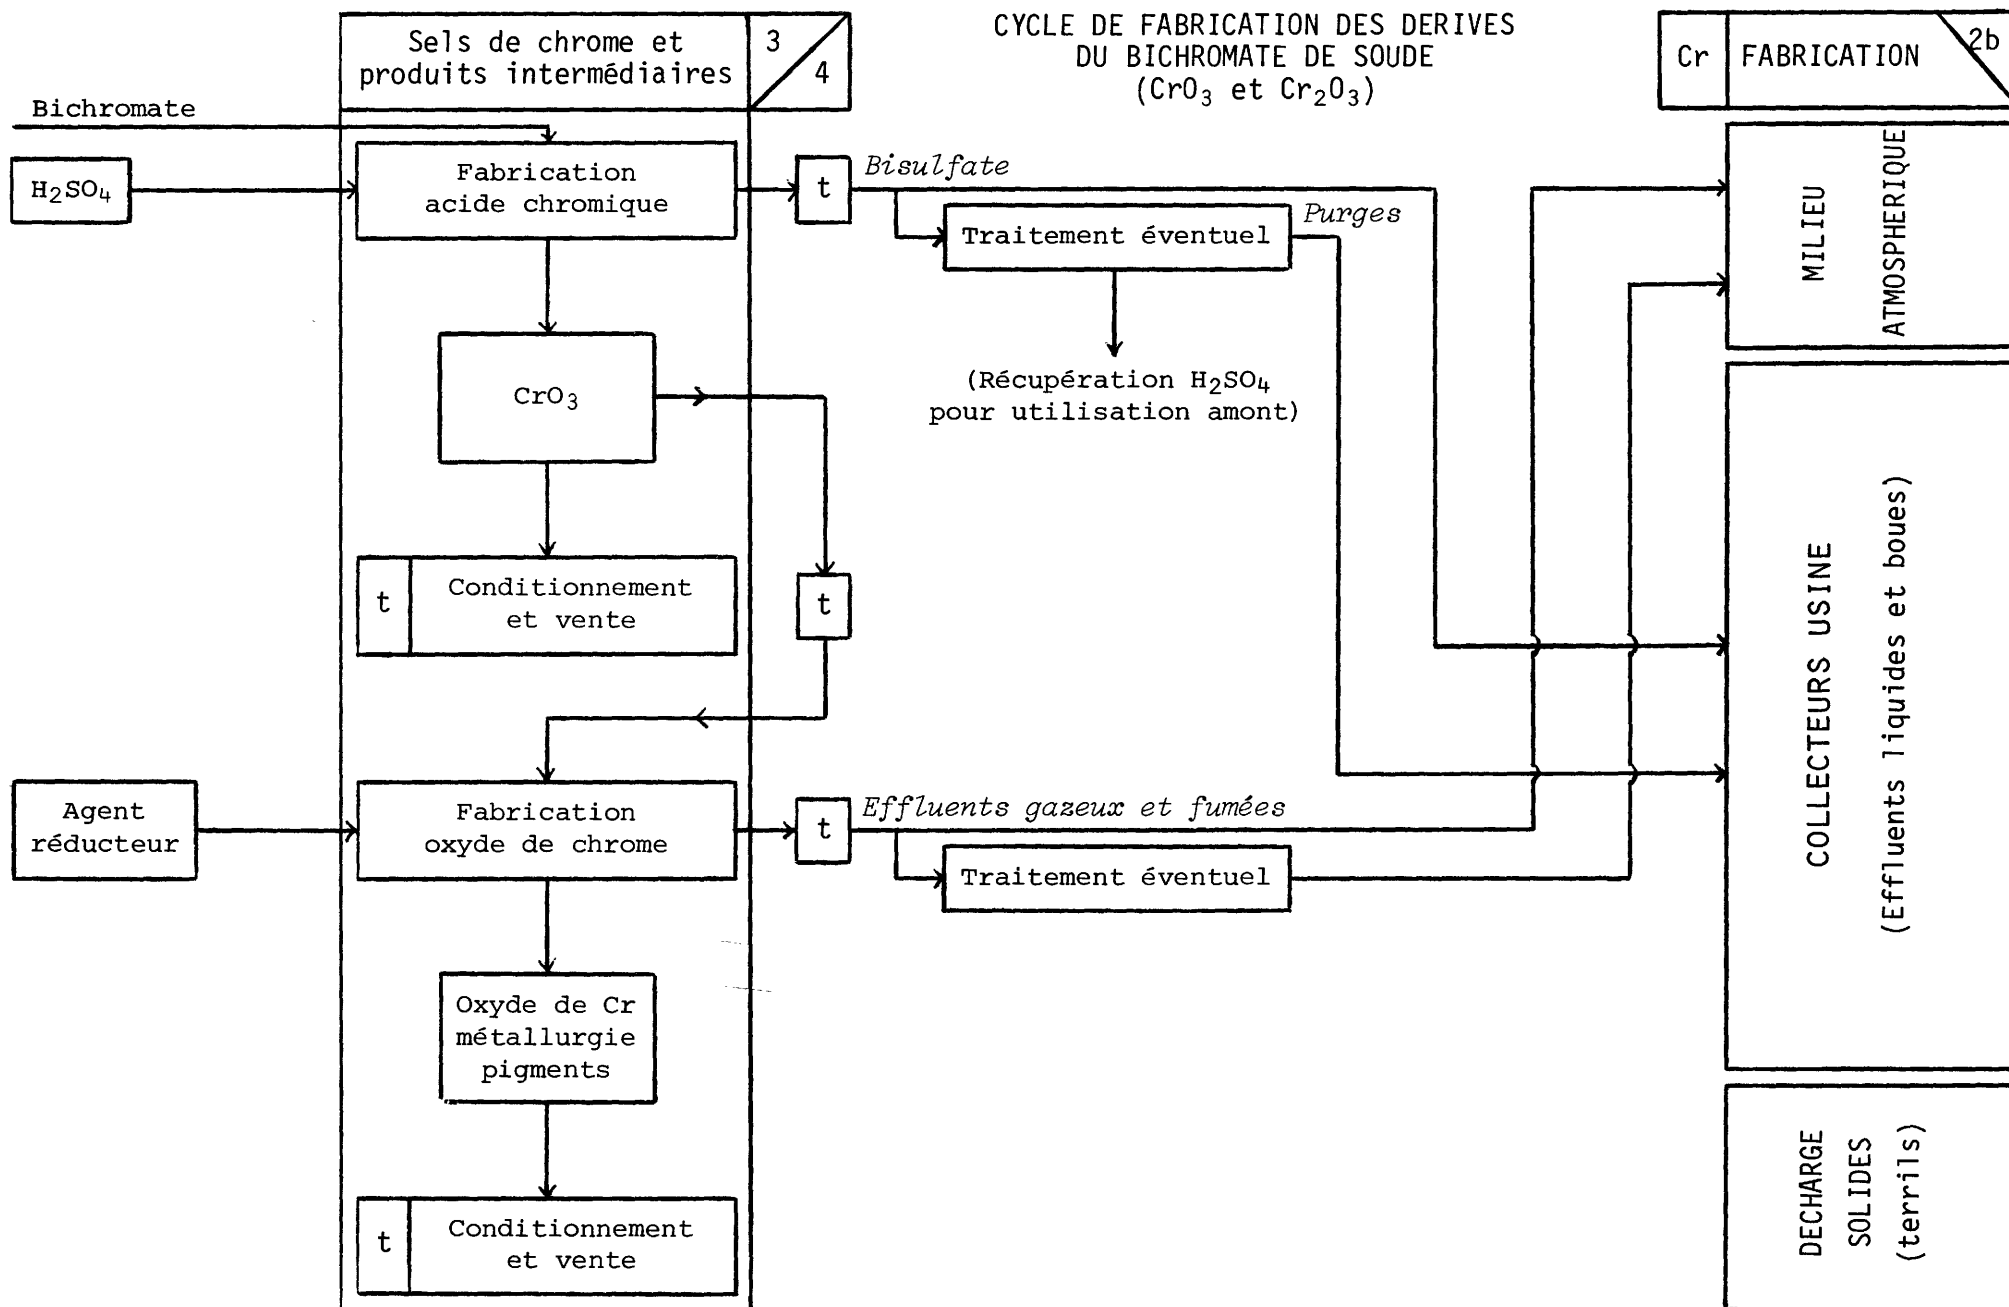 Sels de chrome et
produits intermédiaires
3
4
CYCLE DE FABRICATION DES DERIVES
DU BICHROMATE DE SOUDE
(CrO₃ et Cr₂O₃)
Cr
FABRICATION
2b
Bichromate
H₂SO₄
Fabrication
acide chromique
t
Bisulfate
Traitement éventuel
Purges
(Récupération H₂SO₄
pour utilisation amont)
CrO₃
t
Conditionnement
et vente
t
Agent
réducteur
Fabrication
oxyde de chrome
t
Effluents gazeux et fumées
Traitement éventuel
Oxyde de Cr
métallurgie
pigments
t
Conditionnement
et vente
MILIEU
ATMOSPHERIQUE
COLLECTEURS USINE
(Effluents liquides et boues)
DECHARGE
SOLIDES
(terrils)